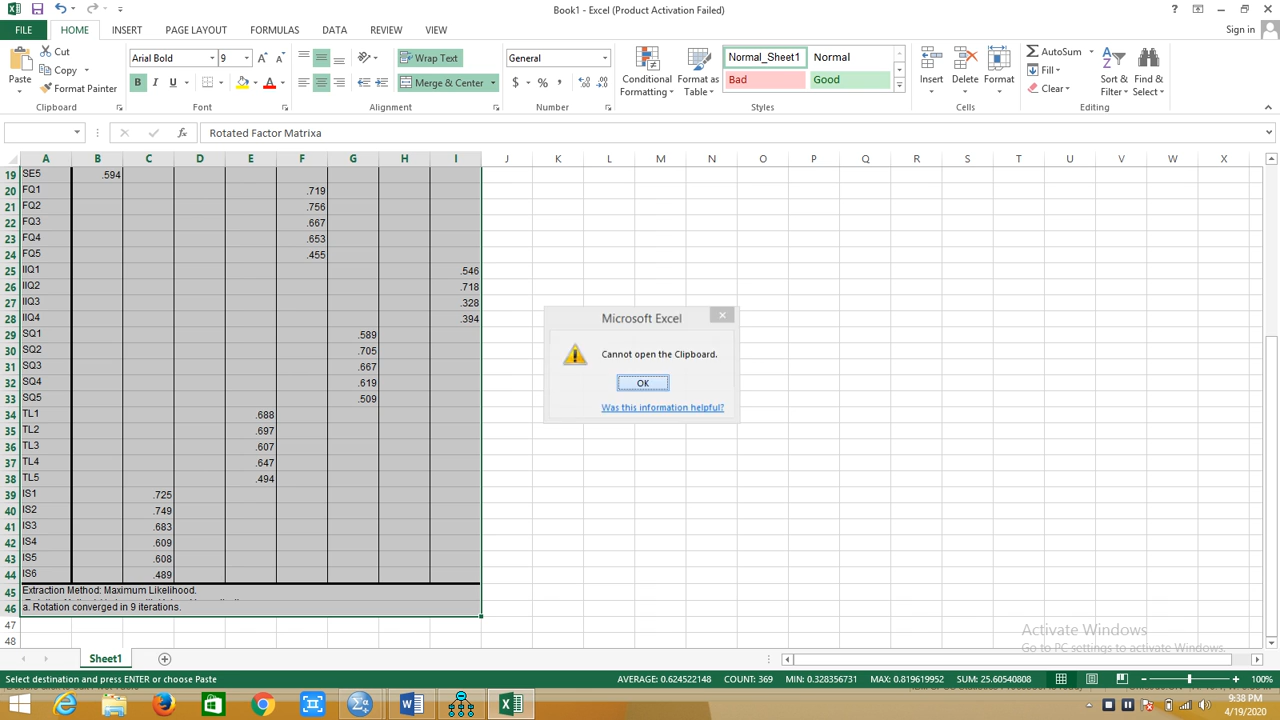 Book1 - Excel (Product Activation Failed)
FILE HOME INSERT PAGE LAYOUT FORMULAS DATA REVIEW VIEW Sign in
Paste Cut Copy Format Painter Clipboard
Arial Bold 9 B I U A A Font
Wrap Text Merge & Center Alignment
General $ % , Number
Conditional Formatting Format as Table Normal_Sheet1 Normal Bad Good Styles
Insert Delete Format Cells
AutoSum Fill Clear Sort & Filter Find & Select Editing
fx Rotated Factor Matrixa
A B C D E F G H I J K L M N O P Q R S T U V W X
19 SE5 .594
20 FQ1 .719
21 FQ2 .756
22 FQ3 .667
23 FQ4 .653
24 FQ5 .455
25 IIQ1 .546
26 IIQ2 .718
27 IIQ3 .328
28 IIQ4 .394
29 SQ1 .589
30 SQ2 .705
31 SQ3 .667
32 SQ4 .619
33 SQ5 .509
34 TL1 .688
35 TL2 .697
36 TL3 .607
37 TL4 .647
38 TL5 .494
39 IS1 .725
40 IS2 .749
41 IS3 .683
42 IS4 .609
43 IS5 .608
44 IS6 .489
45 Extraction Method: Maximum Likelihood.
46 a. Rotation converged in 9 iterations.
47
48
Microsoft Excel
Cannot open the Clipboard.
OK
Was this information helpful?
Activate Windows
Go to PC settings to activate Windows.
Sheet1
Select destination and press ENTER or choose Paste AVERAGE: 0.624522148 COUNT: 369 MIN: 0.328356731 MAX: 0.819619952 SUM: 25.60540808 100%
9:38 PM
4/19/2020